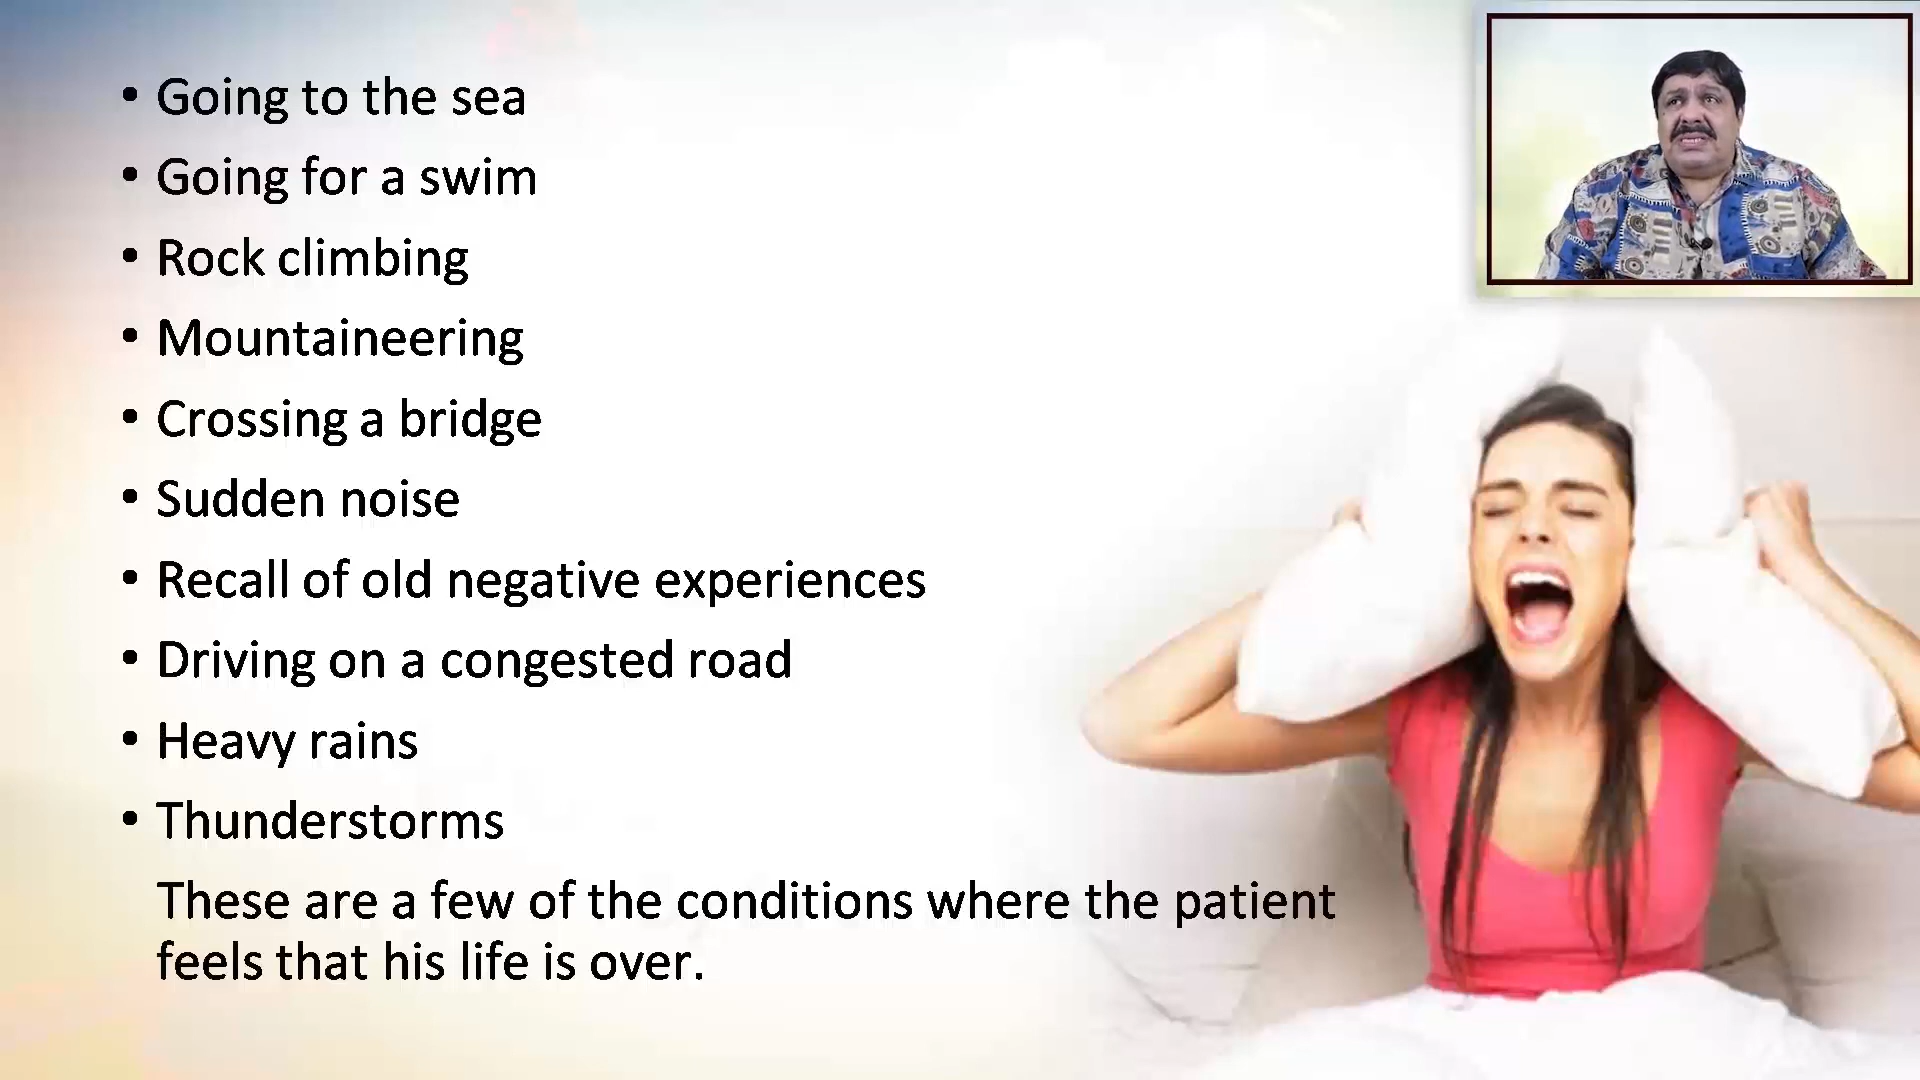 • Going to the sea
• Going for a swim
• Rock climbing
• Mountaineering
• Crossing a bridge
• Sudden noise
• Recall of old negative experiences
• Driving on a congested road
• Heavy rains
• Thunderstorms
These are a few of the conditions where the patient
feels that his life is over.